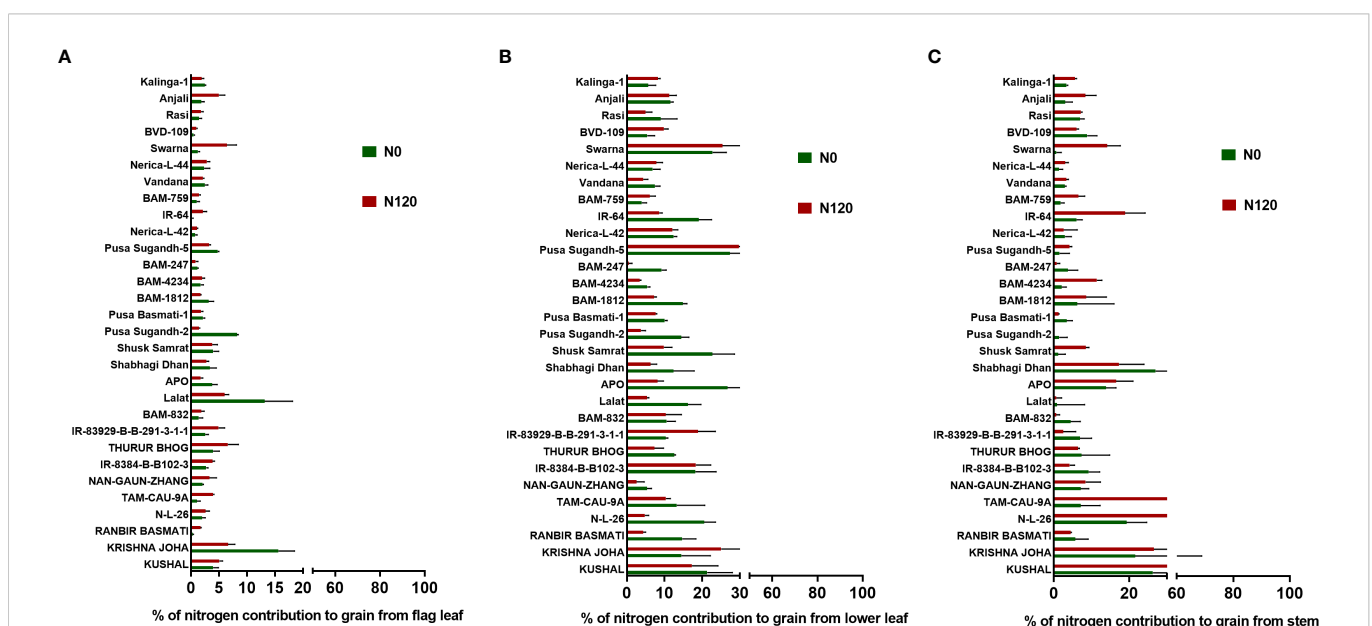 A
Kalinga-1
Anjali
Rasi
BVD-109
Swarna
Nerica-L-44
Vandana
BAM-759
IR-64
Nerica-L-42
Pusa Sugandh-5
BAM-247
BAM-4234
BAM-1812
Pusa Basmati-1
Pusa Sugandh-2
Shusk Samrat
Shabhagi Dhan
APO
Lalat
BAM-832
IR-83929-B-B-291-3-1-1
THURUR BHOG
IR-8384-B-B102-3
NAN-GAUN-ZHANG
TAM-CAU-9A
N-L-26
RANBIR BASMATI
KRISHNA JOHA
KUSHAL
N0
N120
0 5 10 15 20 60 80 100
% of nitrogen contribution to grain from flag leaf
B
Kalinga-1
Anjali
Rasi
BVD-109
Swarna
Nerica-L-44
Vandana
BAM-759
IR-64
Nerica-L-42
Pusa Sugandh-5
BAM-247
BAM-4234
BAM-1812
Pusa Basmati-1
Pusa Sugandh-2
Shusk Samrat
Shabhagi Dhan
APO
Lalat
BAM-832
IR-83929-B-B-291-3-1-1
THURUR BHOG
IR-8384-B-B102-3
NAN-GAUN-ZHANG
TAM-CAU-9A
N-L-26
RANBIR BASMATI
KRISHNA JOHA
KUSHAL
N0
N120
0 10 20 30 60 80 100
% of nitrogen contribution to grain from lower leaf
C
Kalinga-1
Anjali
Rasi
BVD-109
Swarna
Nerica-L-44
Vandana
BAM-759
IR-64
Nerica-L-42
Pusa Sugandh-5
BAM-247
BAM-4234
BAM-1812
Pusa Basmati-1
Pusa Sugandh-2
Shusk Samrat
Shabhagi Dhan
APO
Lalat
BAM-832
IR-83929-B-B-291-3-1-1
THURUR BHOG
IR-8384-B-B102-3
NAN-GAUN-ZHANG
TAM-CAU-9A
N-L-26
RANBIR BASMATI
KRISHNA JOHA
KUSHAL
N0
N120
0 20 60 80 100
% of nitrogen contribution to grain from stem